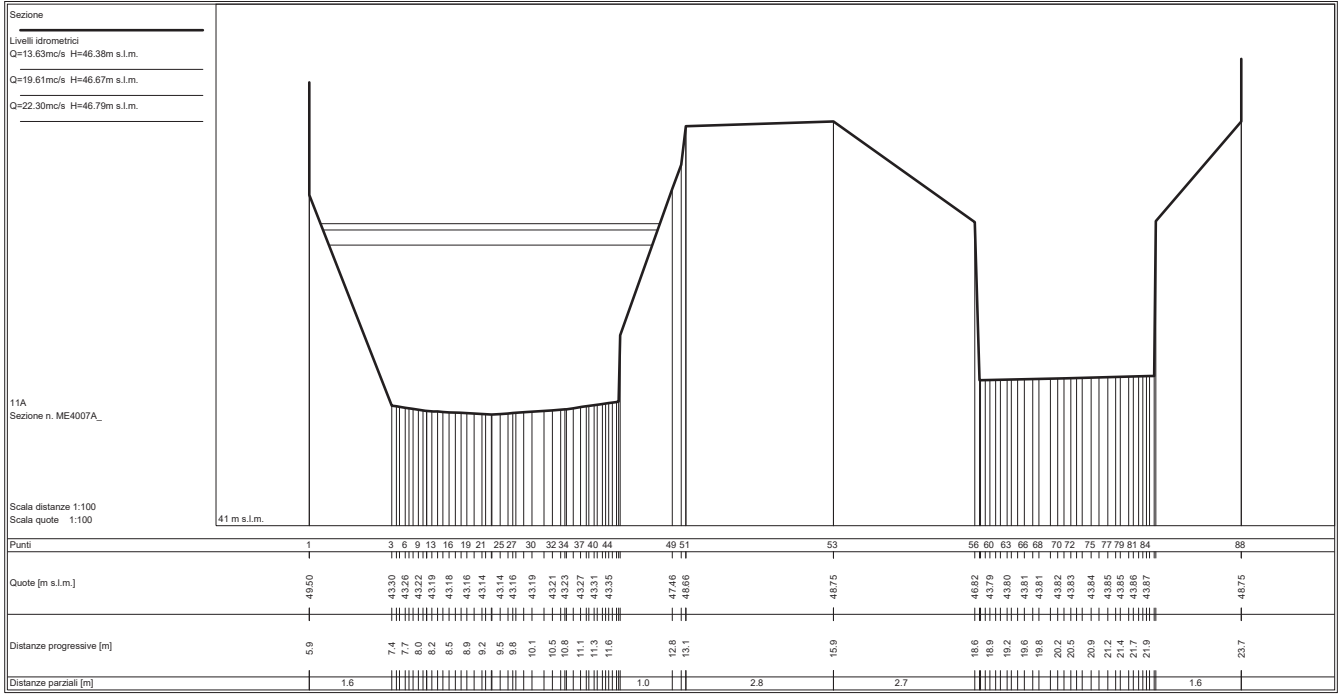 Sezione
Livelli idrometrici
Q=13.63mc/s H=46.38m s.l.m.
Q=19.61mc/s H=46.67m s.l.m.
Q=22.30mc/s H=46.79m s.l.m.
11A
Sezione n. ME4007A_
Scala distanze 1:100
Scala quote 1:100
41 m s.l.m.
Punti 1 3 6 9 13 16 19 21 25 27 30 32 34 37 40 44 49 51 53 56 60 63 66 68 70 72 75 77 79 81 84 88
Quote [m s.l.m.] 49.60 43.30 43.26 43.22 43.19 43.18 43.16 43.14 43.14 43.16 43.19 43.21 43.23 43.27 43.31 43.35 47.46 48.66 48.75 46.82 43.79 43.80 43.81 43.81 43.82 43.83 43.84 43.85 43.85 43.86 43.87 48.75
Distanze progressive [m] 5.9 7.4 7.7 8.0 8.2 8.5 8.9 9.2 9.5 9.8 10.1 10.5 10.8 11.1 11.3 11.6 12.8 13.1 15.9 18.6 18.9 19.2 19.6 19.8 20.2 20.5 20.9 21.2 21.4 21.7 21.9 23.7
Distanze parziali [m] 1.6 1.0 2.8 2.7 1.6